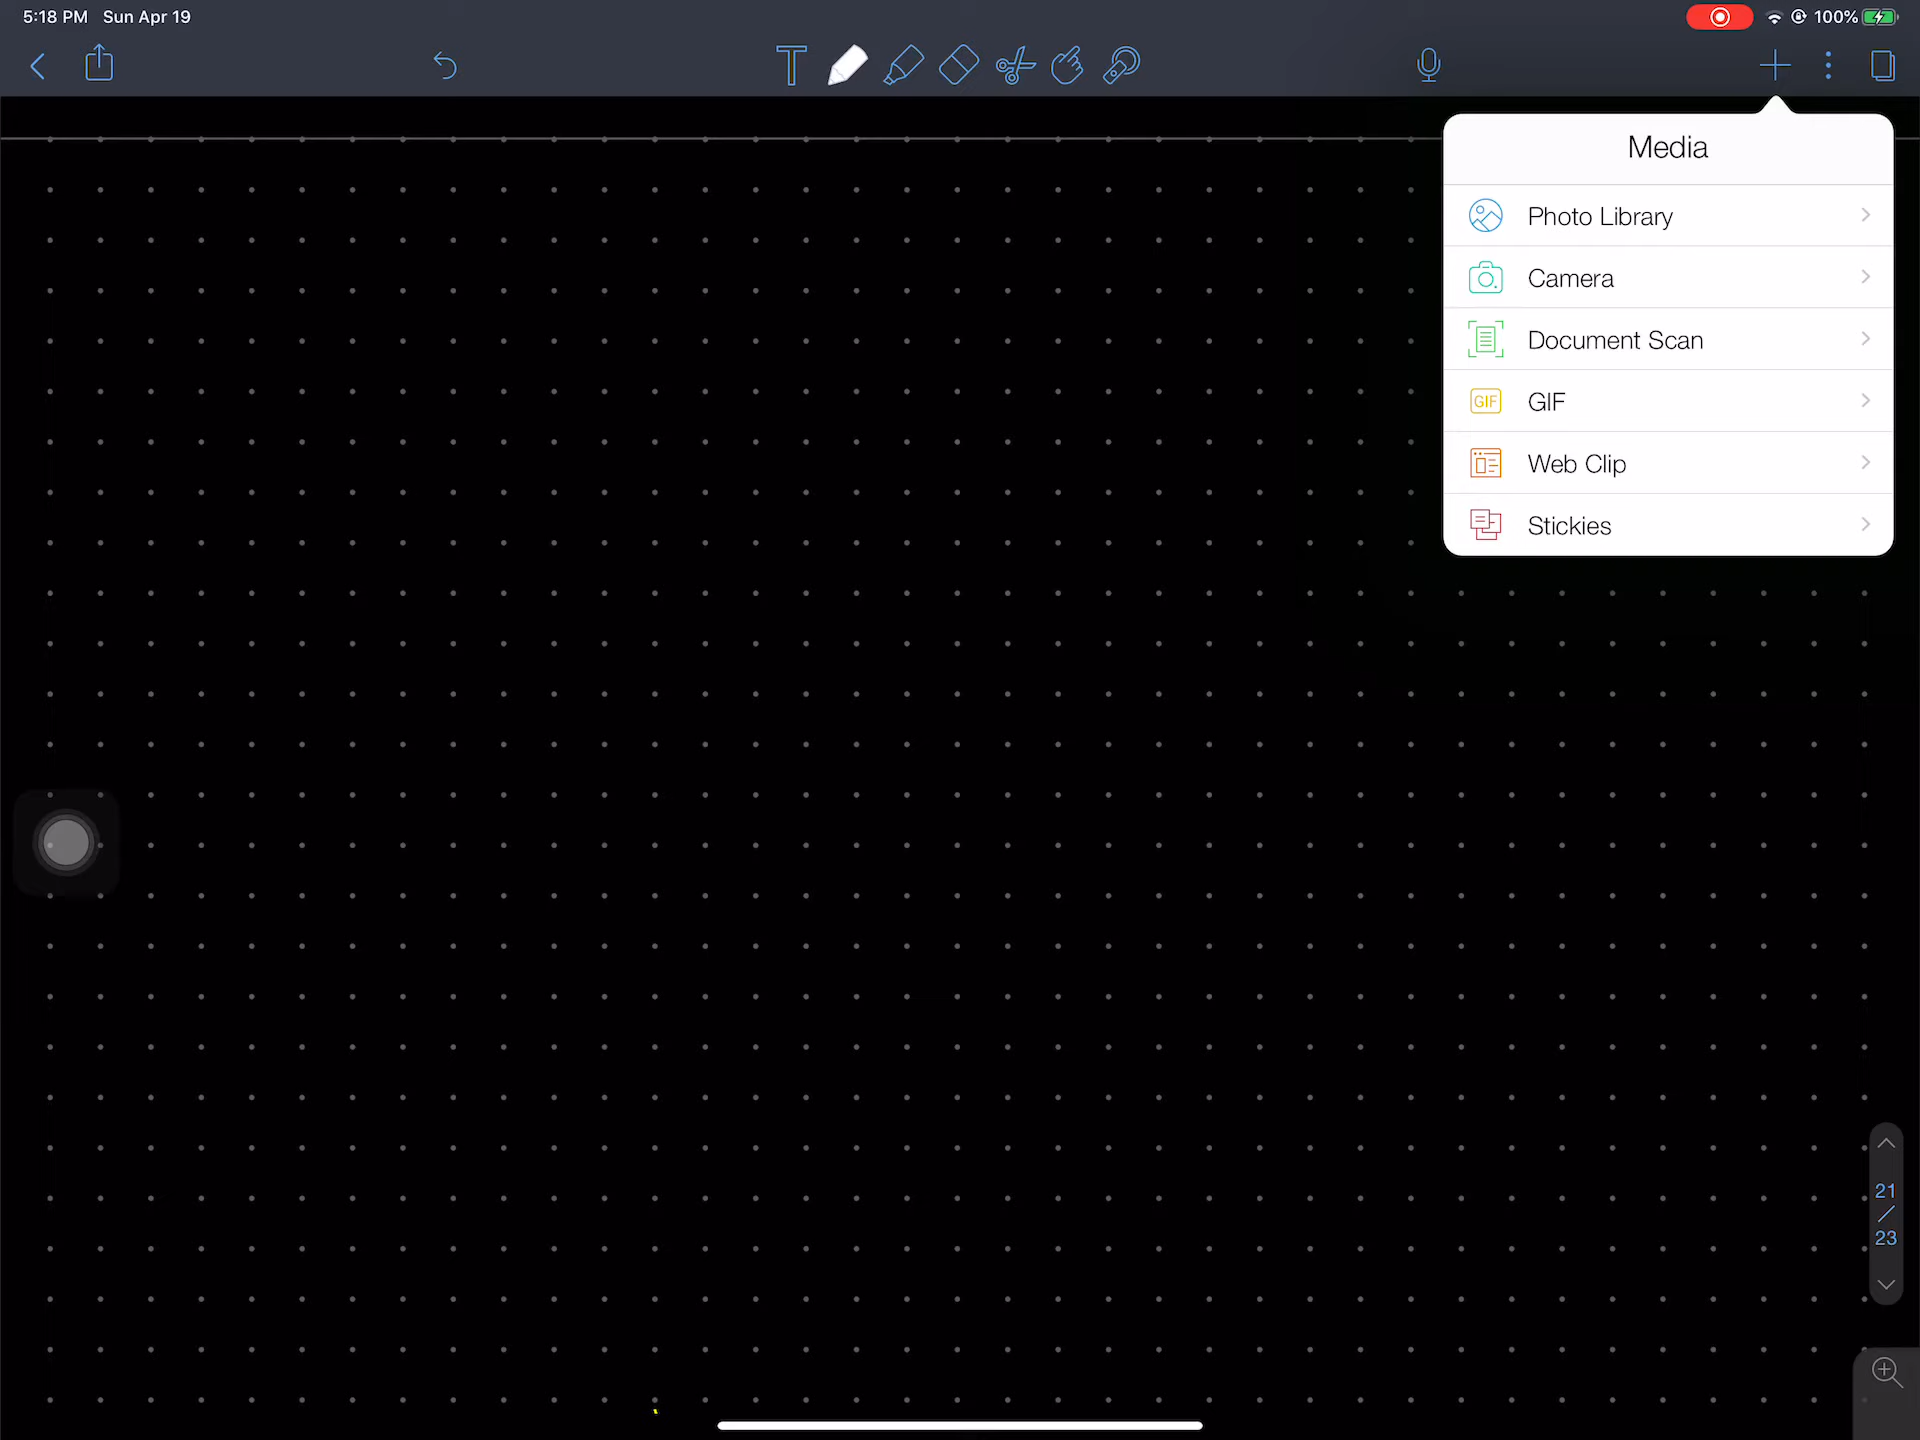 5:18 PM Sun Apr 19
100%
Media
Photo Library
Camera
Document Scan
GIF GIF
Web Clip
Stickies
21
/
23